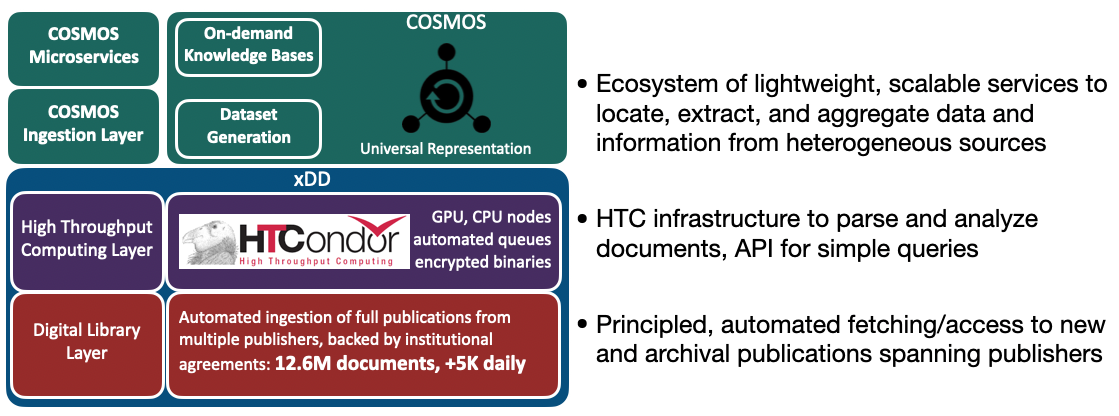 COSMOS
Microservices
COSMOS
Ingestion Layer
On-demand
Knowledge Bases
Dataset
Generation
COSMOS
Universal Representation
• Ecosystem of lightweight, scalable services to
locate, extract, and aggregate data and
information from heterogeneous sources
xDD
High Throughput
Computing Layer
HTCondor
High Throughput Computing
GPU, CPU nodes
automated queues
encrypted binaries
• HTC infrastructure to parse and analyze
documents, API for simple queries
Digital Library
Layer
Automated ingestion of full publications from
multiple publishers, backed by institutional
agreements: 12.6M documents, +5K daily
• Principled, automated fetching/access to new
and archival publications spanning publishers